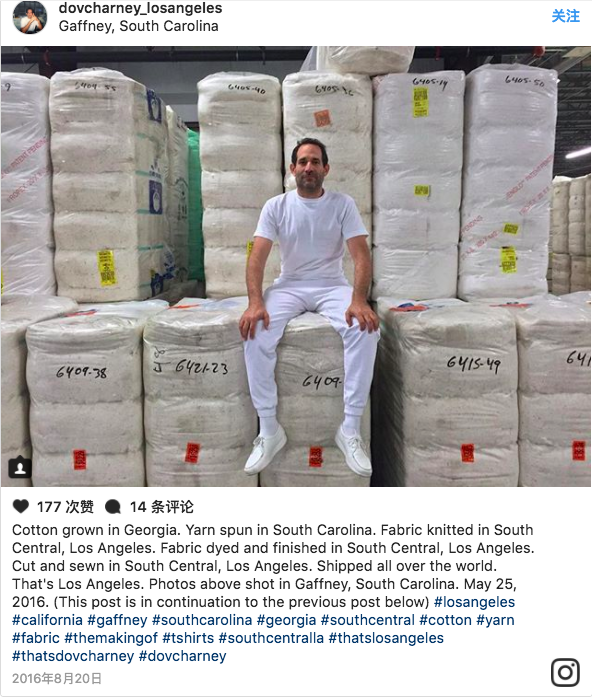 dovcharney_losangeles
关注
Gaffney, South Carolina
6404-55
6405-40
6405-14
6405-50
6409-38
J 6421-23
6409-
6415-49
641
177 次赞 14 条评论
Cotton grown in Georgia. Yarn spun in South Carolina. Fabric knitted in South
Central, Los Angeles. Fabric dyed and finished in South Central, Los Angeles.
Cut and sewn in South Central, Los Angeles. Shipped all over the world.
That's Los Angeles. Photos above shot in Gaffney, South Carolina. May 25,
2016. (This post is in continuation to the previous post below) #losangeles
#california #gaffney #southcarolina #georgia #southcentral #cotton #yarn
#fabric #themakingof #tshirts #southcentralla #thatslosangeles
#thatsdovcharney #dovcharney
2016年8月20日